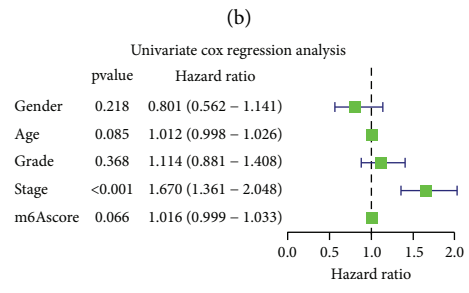 (b)
Univariate cox regression analysis
pvalue Hazard ratio
Gender 0.218 0.801 (0.562 − 1.141)
Age 0.085 1.012 (0.998 − 1.026)
Grade 0.368 1.114 (0.881 − 1.408)
Stage <0.001 1.670 (1.361 − 2.048)
m6Ascore 0.066 1.016 (0.999 − 1.033)
0.0 0.5 1.0 1.5 2.0
Hazard ratio